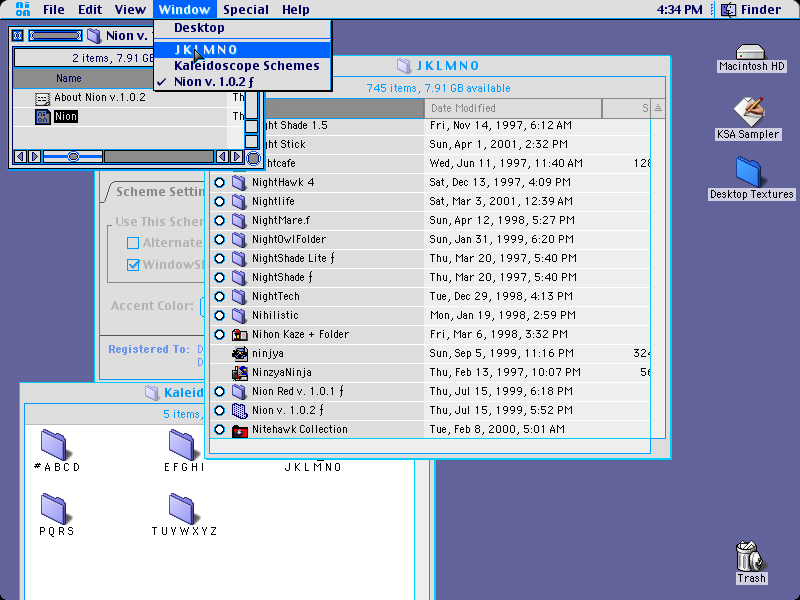 File Edit View Window Special Help 4:34 PM Finder
Desktop
JKLMNO
Kaleidoscope Schemes
✓ Nion v. 1.0.2 ƒ
Nion v.
2 items, 7.91 GB
Name
About Nion v.1.0.2 Th
Nion Th
JKLMNO
745 items, 7.91 GB available
Date Modified S
ght Shade 1.5 Fri, Nov 14, 1997, 6:12 AM
ght Stick Sun, Apr 1, 2001, 2:32 PM
ghtcafe Wed, Jun 11, 1997, 11:40 AM 128
NightHawk 4 Sat, Dec 13, 1997, 4:09 PM
Nightlife Sat, Mar 3, 2001, 12:39 AM
NightMare.f Sun, Apr 12, 1998, 5:27 PM
NightOwlFolder Sun, Jan 31, 1999, 6:20 PM
NightShade Lite ƒ Thu, Mar 20, 1997, 5:40 PM
NightShade ƒ Thu, Mar 20, 1997, 5:40 PM
NightTech Tue, Dec 29, 1998, 4:13 PM
Nihilistic Mon, Jan 19, 1998, 2:59 PM
Nihon Kaze + Folder Fri, Mar 6, 1998, 3:32 PM
ninjya Sun, Sep 5, 1999, 11:16 PM 324
NinzyaNinja Thu, Feb 13, 1997, 10:07 PM 56
Nion Red v. 1.0.1 ƒ Thu, Jul 15, 1999, 6:18 PM
Nion v. 1.0.2 ƒ Thu, Jul 15, 1999, 5:52 PM
Nitehawk Collection Tue, Feb 8, 2000, 5:01 AM
Scheme Settin
Use This Schem
Alternate
WindowSh
Accent Color:
Registered To: D
D
Kaleid
5 items,
#ABCD EFGHI JKLMNO
PQRS TUVWXYZ
Macintosh HD
KSA Sampler
Desktop Textures
Trash